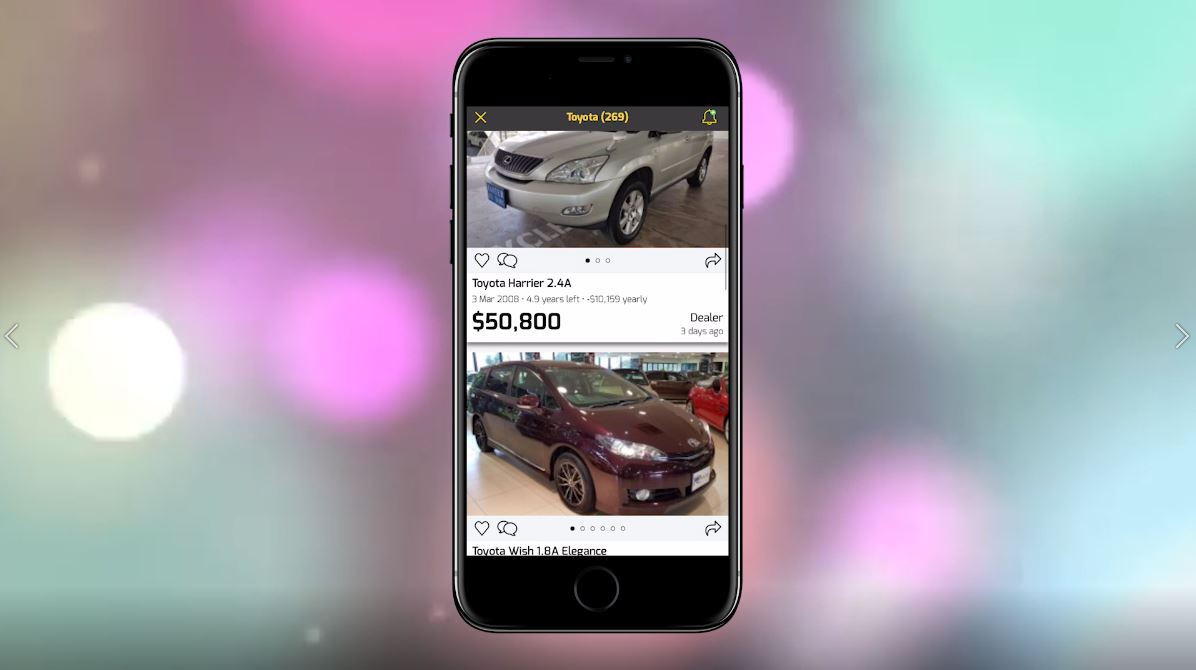 Toyota (269)
YCLE
Toyota Harrier 2.4A
3 Mar 2008 • 4.9 years left • -$10,159 yearly
$50,800
Dealer
3 days ago
Toyota Wish 1.8A Elegance